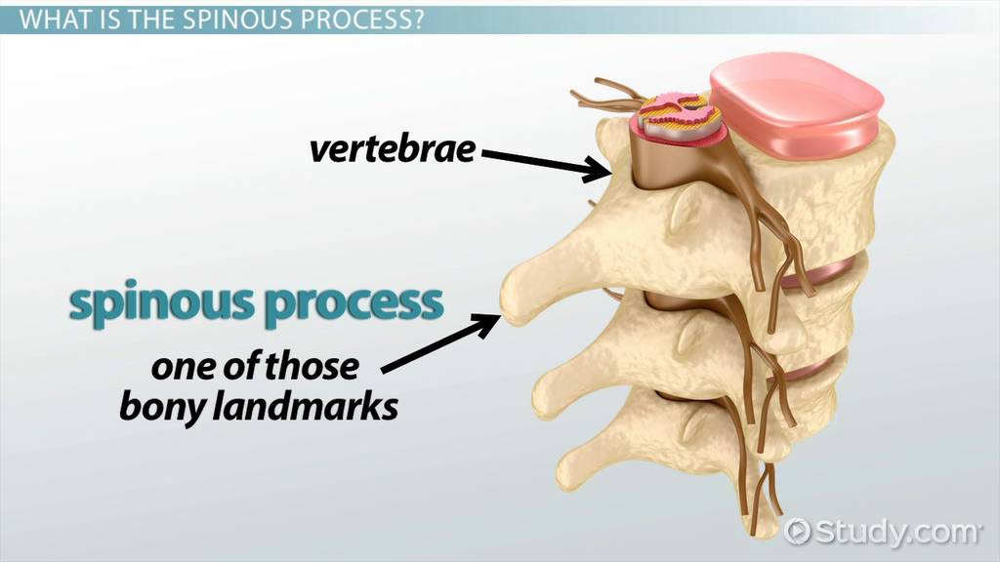 WHAT IS THE SPINOUS PROCESS?
vertebrae
spinous process
one of those
bony landmarks
Study.com